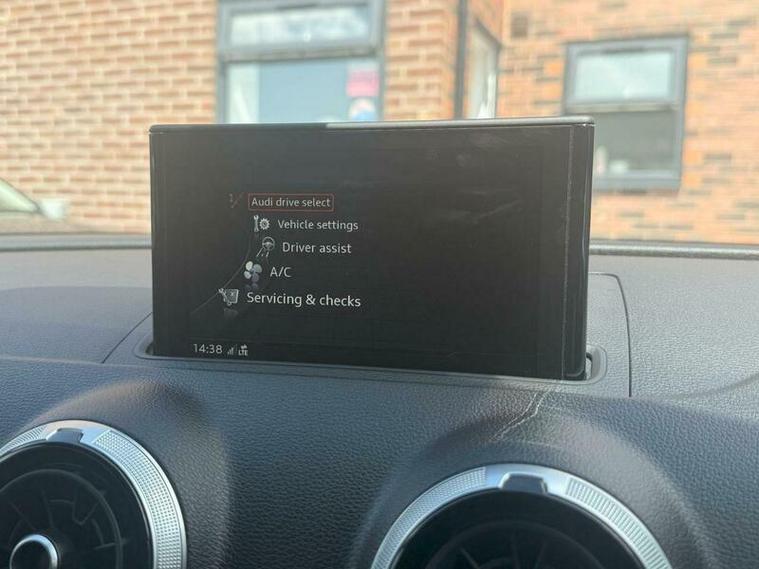 Audi drive select
Vehicle settings
Driver assist
A/C
Servicing & checks
14:38 LTE